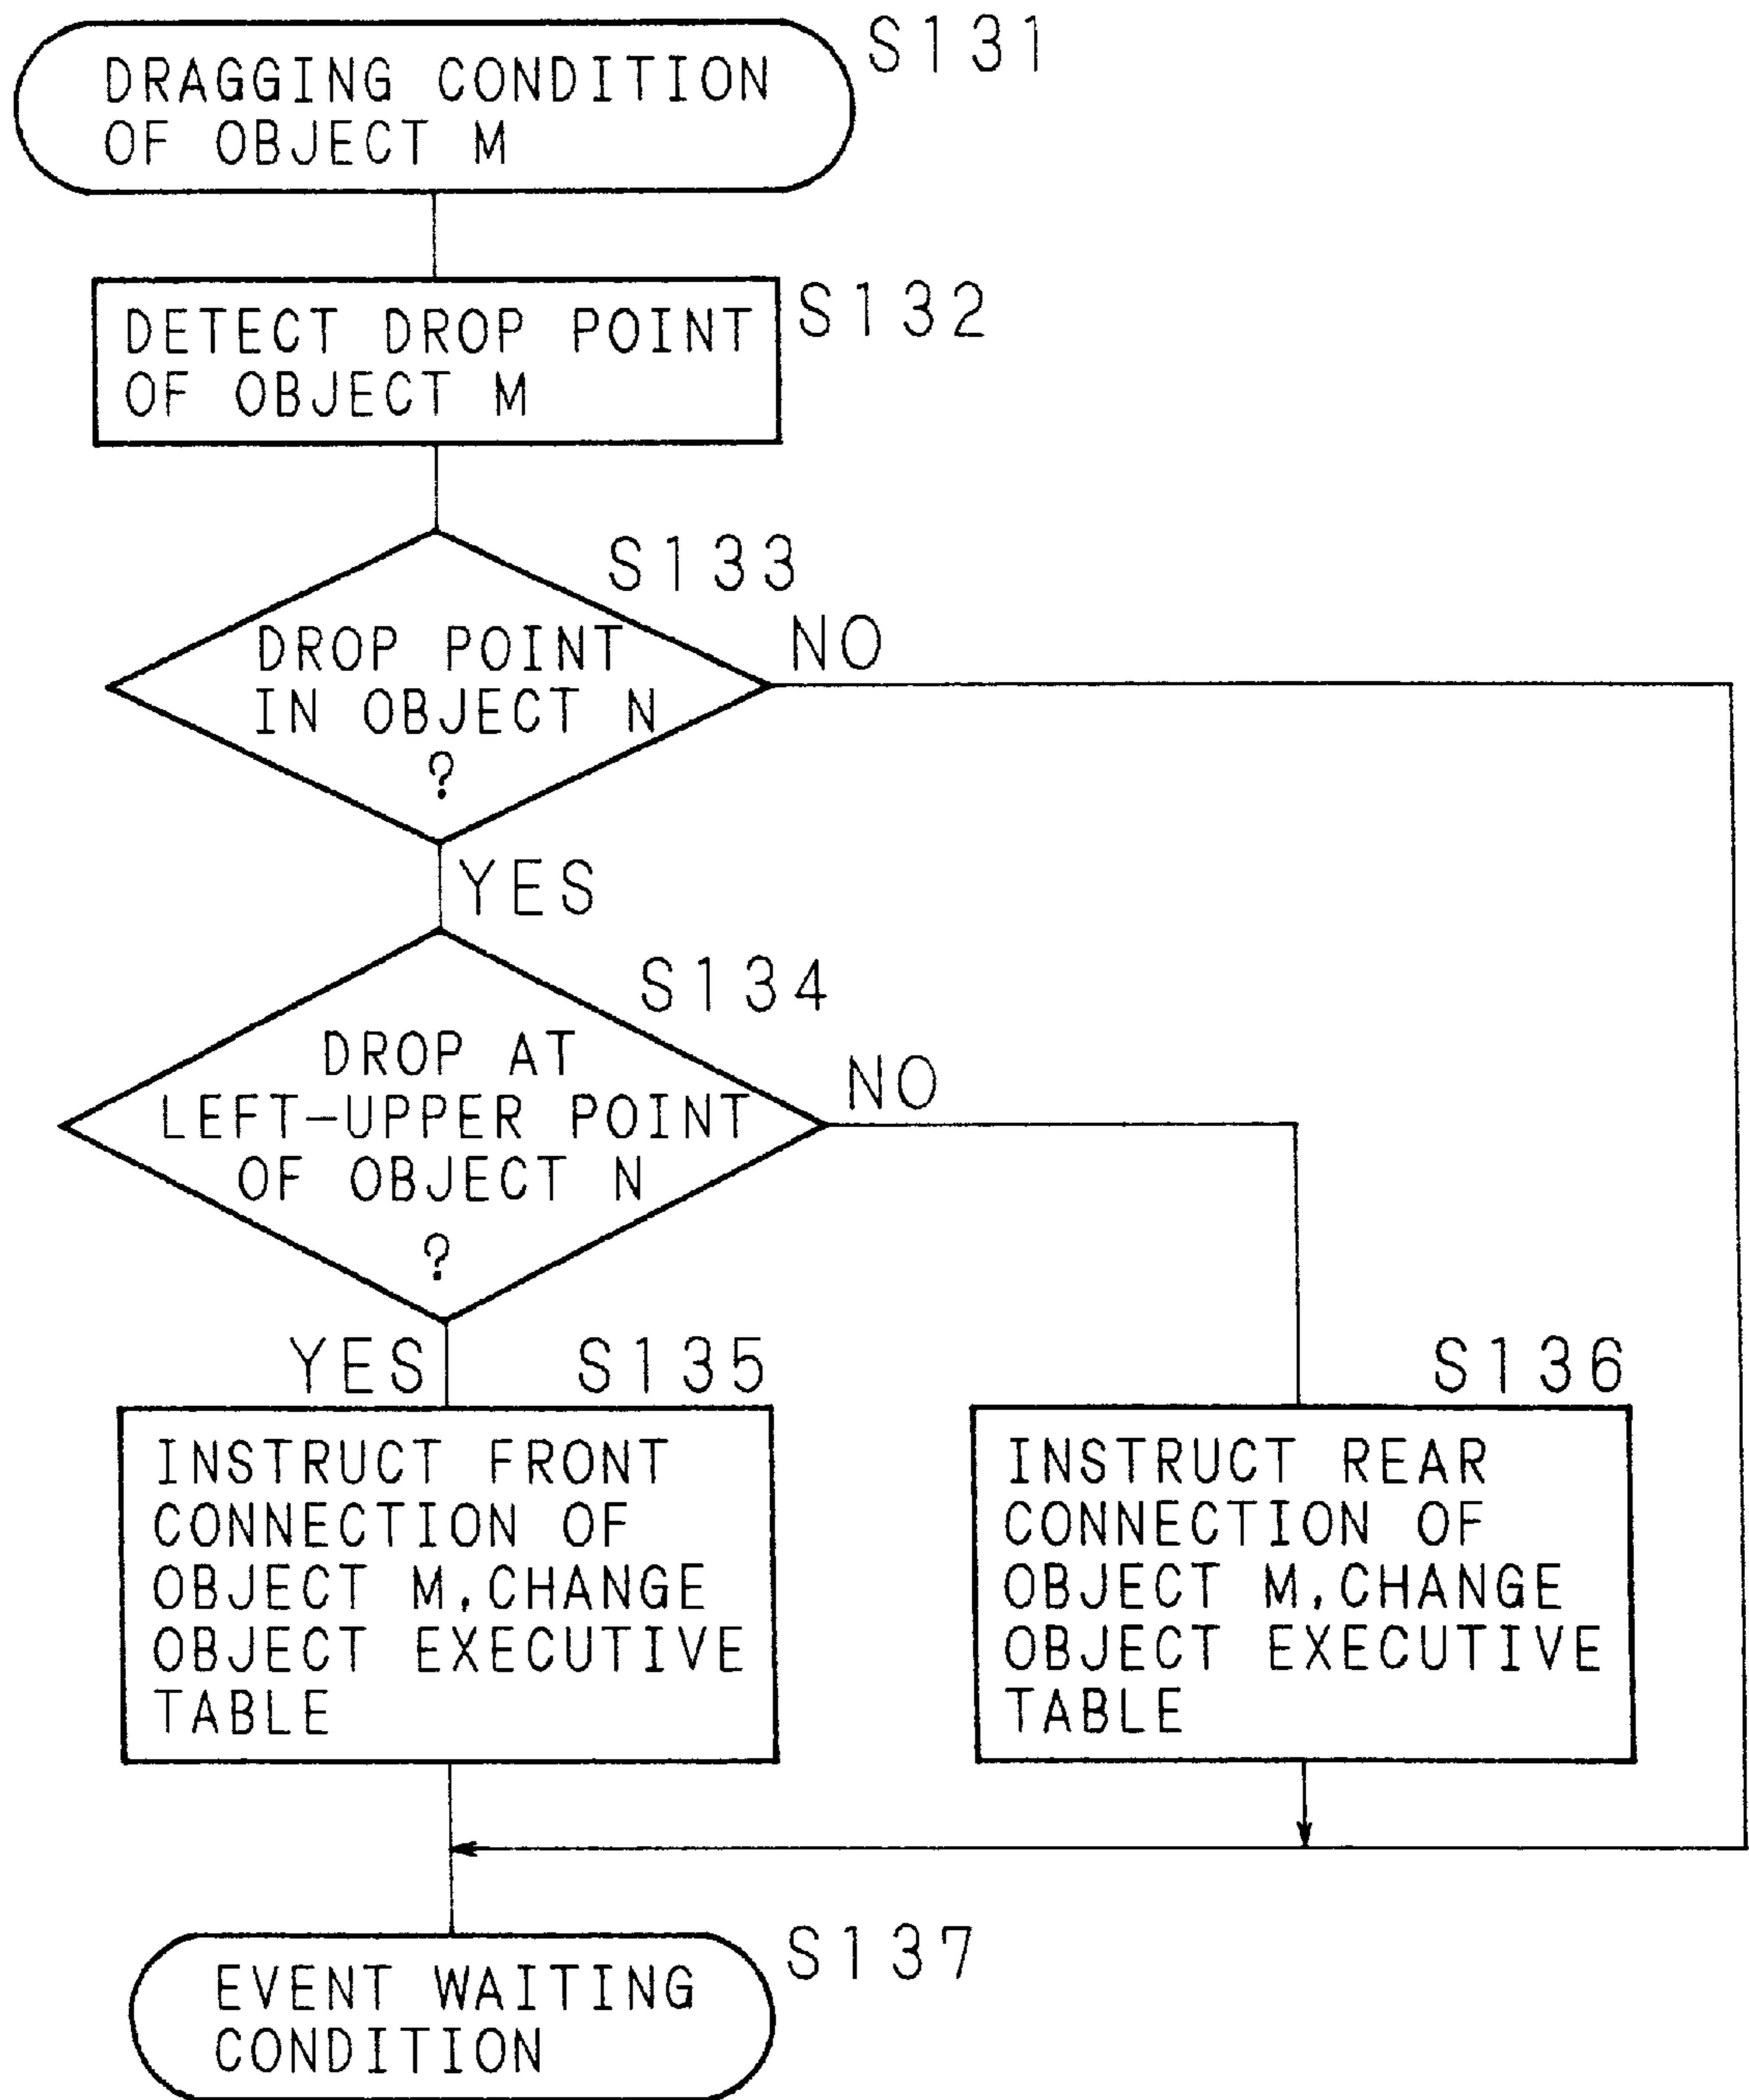 S131
DRAGGING CONDITION
OF OBJECT M
S132
DETECT DROP POINT
OF OBJECT M
S133
NO
DROP POINT
IN OBJECT N
?
YES
S134
NO
DROP AT
LEFT-UPPER POINT
OF OBJECT N
?
YES
S135
S136
INSTRUCT FRONT
CONNECTION OF
OBJECT M,CHANGE
OBJECT EXECUTIVE
TABLE
INSTRUCT REAR
CONNECTION OF
OBJECT M,CHANGE
OBJECT EXECUTIVE
TABLE
S137
EVENT WAITING
CONDITION